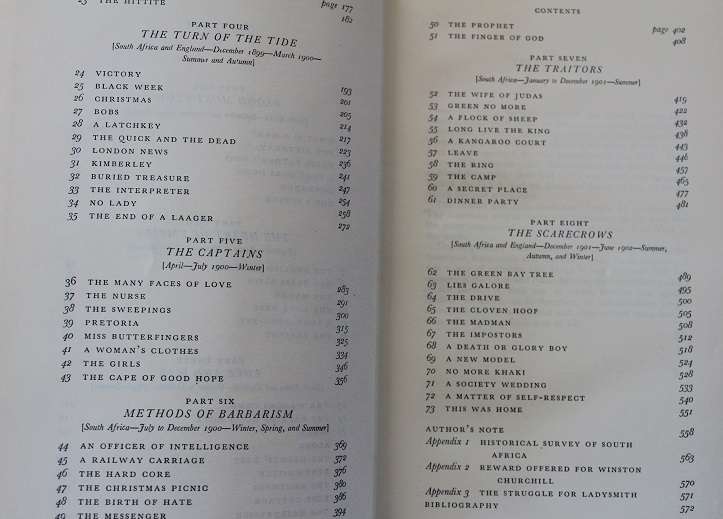 page 177
23 THE HITTITE 182
PART FOUR
THE TURN OF THE TIDE
[South Africa and England—December 1899—March 1900—
Summer and Autumn]
24 VICTORY 193
25 BLACK WEEK 201
26 CHRISTMAS 205
27 BOBS 214
28 A LATCHKEY 217
29 THE QUICK AND THE DEAD 223
30 LONDON NEWS 236
31 KIMBERLEY 241
32 BURIED TREASURE 247
33 THE INTERPRETER 254
34 NO LADY 258
35 THE END OF A LAAGER 272
PART FIVE
THE CAPTAINS
[April—July 1900—Winter]
36 THE MANY FACES OF LOVE 283
37 THE NURSE 291
38 THE SWEEPINGS 300
39 PRETORIA 315
40 MISS BUTTERFINGERS 325
41 A WOMAN'S CLOTHES 334
42 THE GIRLS 346
43 THE CAPE OF GOOD HOPE 356
PART SIX
METHODS OF BARBARISM
[South Africa—July to December 1900—Winter, Spring, and Summer]
44 AN OFFICER OF INTELLIGENCE 369
45 A RAILWAY CARRIAGE 372
46 THE HARD CORE 376
47 THE CHRISTMAS PICNIC 380
48 THE BIRTH OF HATE 386
49 THE MESSENGER 394
CONTENTS
50 THE PROPHET page 402
51 THE FINGER OF GOD 408
PART SEVEN
THE TRAITORS
[South Africa—January to December 1901—Summer]
52 THE WIFE OF JUDAS 419
53 GREEN NO MORE 422
54 A FLOCK OF SHEEP 432
55 LONG LIVE THE KING 438
56 A KANGAROO COURT 443
57 LEAVE 446
58 THE RING 457
59 THE CAMP 465
60 A SECRET PLACE 477
61 DINNER PARTY 481
PART EIGHT
THE SCARECROWS
[South Africa and England—December 1901—June 1902—Summer,
Autumn, and Winter]
62 THE GREEN BAY TREE 489
63 LIES GALORE 495
64 THE DRIVE 500
65 THE CLOVEN HOOF 505
66 THE MADMAN 508
67 THE IMPOSTORS 512
68 A DEATH OR GLORY BOY 518
69 A NEW MODEL 524
70 NO MORE KHAKI 528
71 A SOCIETY WEDDING 533
72 A MATTER OF SELF-RESPECT 540
73 THIS WAS HOME 551
AUTHOR'S NOTE 558
Appendix 1 HISTORICAL SURVEY OF SOUTH
AFRICA 563
Appendix 2 REWARD OFFERED FOR WINSTON
CHURCHILL 570
Appendix 3 THE STRUGGLE FOR LADYSMITH 571
BIBLIOGRAPHY 572